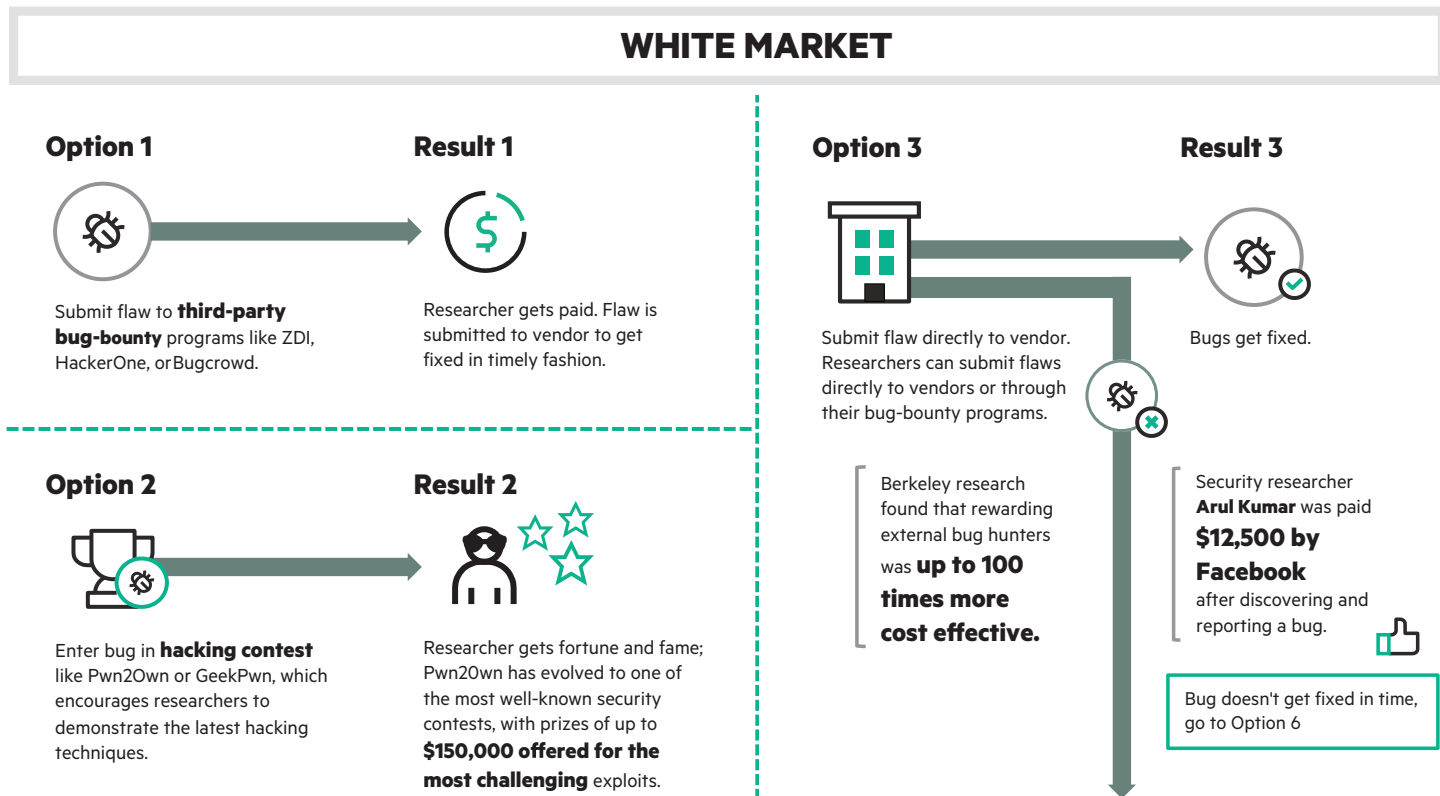 WHITE MARKET
Option 1
Result 1
Submit flaw to third-party
bug-bounty programs like ZDI,
HackerOne, orBugcrowd.
$
Researcher gets paid. Flaw is
submitted to vendor to get
fixed in timely fashion.
Option 2
Result 2
Enter bug in hacking contest
like Pwn2Own or GeekPwn, which
encourages researchers to
demonstrate the latest hacking
techniques.
Researcher gets fortune and fame;
Pwn2Own has evolved to one of
the most well-known security
contests, with prizes of up to
$150,000 offered for the
most challenging exploits.
Option 3
Result 3
Submit flaw directly to vendor.
Researchers can submit flaws
directly to vendors or through
their bug-bounty programs.
Bugs get fixed.
Berkeley research
found that rewarding
external bug hunters
was up to 100
times more
cost effective.
Security researcher
Arul Kumar was paid
$12,500 by
Facebook
after discovering and
reporting a bug.
Bug doesn't get fixed in time,
go to Option 6